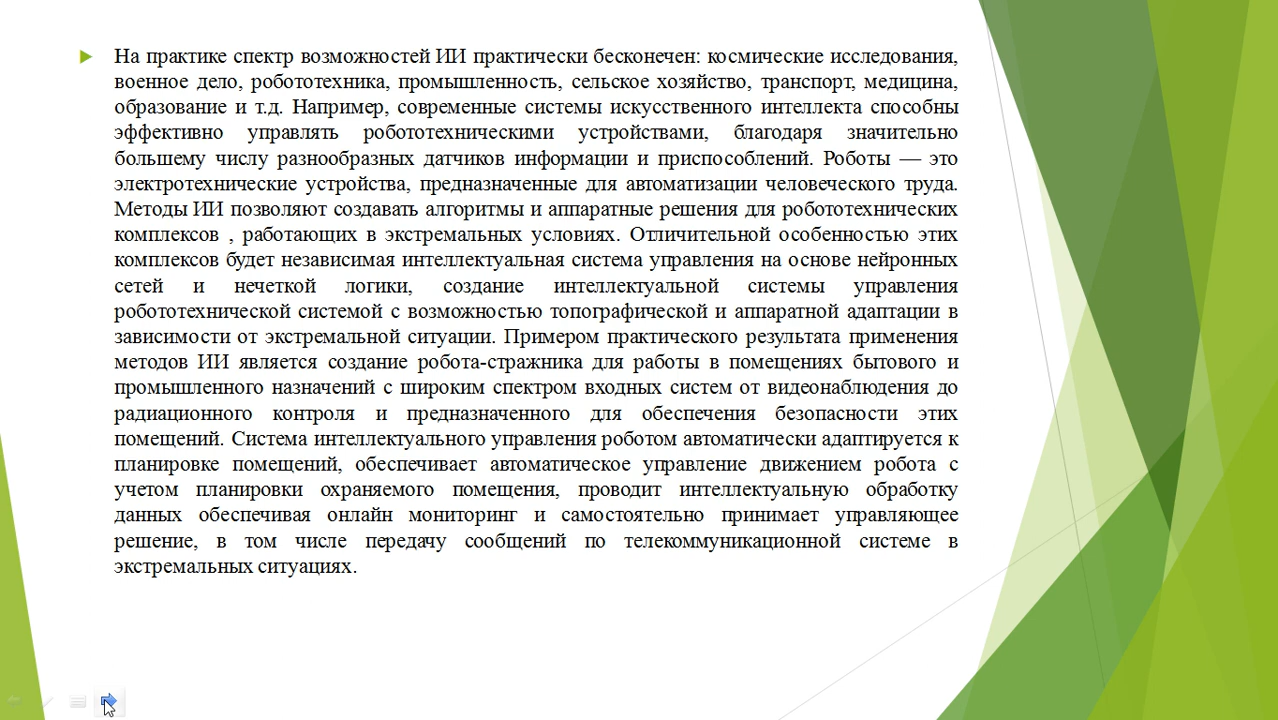 На практике спектр возможностей ИИ практически бесконечен: космические исследования,
военное дело, робототехника, промышленность, сельское хозяйство, транспорт, медицина,
образование и т.д. Например, современные системы искусственного интеллекта способны
эффективно управлять робототехническими устройствами, благодаря значительно
большему числу разнообразных датчиков информации и приспособлений. Роботы — это
электротехнические устройства, предназначенные для автоматизации человеческого труда.
Методы ИИ позволяют создавать алгоритмы и аппаратные решения для робототехнических
комплексов , работающих в экстремальных условиях. Отличительной особенностью этих
комплексов будет независимая интеллектуальная система управления на основе нейронных
сетей и нечеткой логики, создание интеллектуальной системы управления
робототехнической системой с возможностью топографической и аппаратной адаптации в
зависимости от экстремальной ситуации. Примером практического результата применения
методов ИИ является создание робота-стражника для работы в помещениях бытового и
промышленного назначений с широким спектром входных систем от видеонаблюдения до
радиационного контроля и предназначенного для обеспечения безопасности этих
помещений. Система интеллектуального управления роботом автоматически адаптируется к
планировке помещений, обеспечивает автоматическое управление движением робота с
учетом планировки охраняемого помещения, проводит интеллектуальную обработку
данных обеспечивая онлайн мониторинг и самостоятельно принимает управляющее
решение, в том числе передачу сообщений по телекоммуникационной системе в
экстремальных ситуациях.